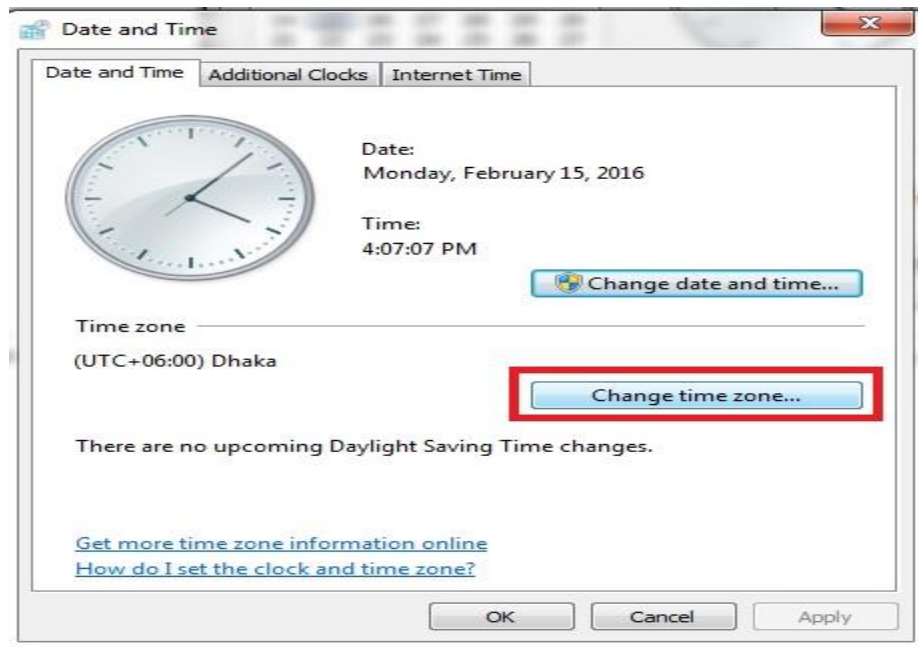 Date and Time
Date and Time Additional Clocks Internet Time
Date:
Monday, February 15, 2016
Time:
4:07:07 PM
Change date and time...
Time zone
(UTC+06:00) Dhaka
Change time zone...
There are no upcoming Daylight Saving Time changes.
Get more time zone information online
How do I set the clock and time zone?
OK Cancel Apply